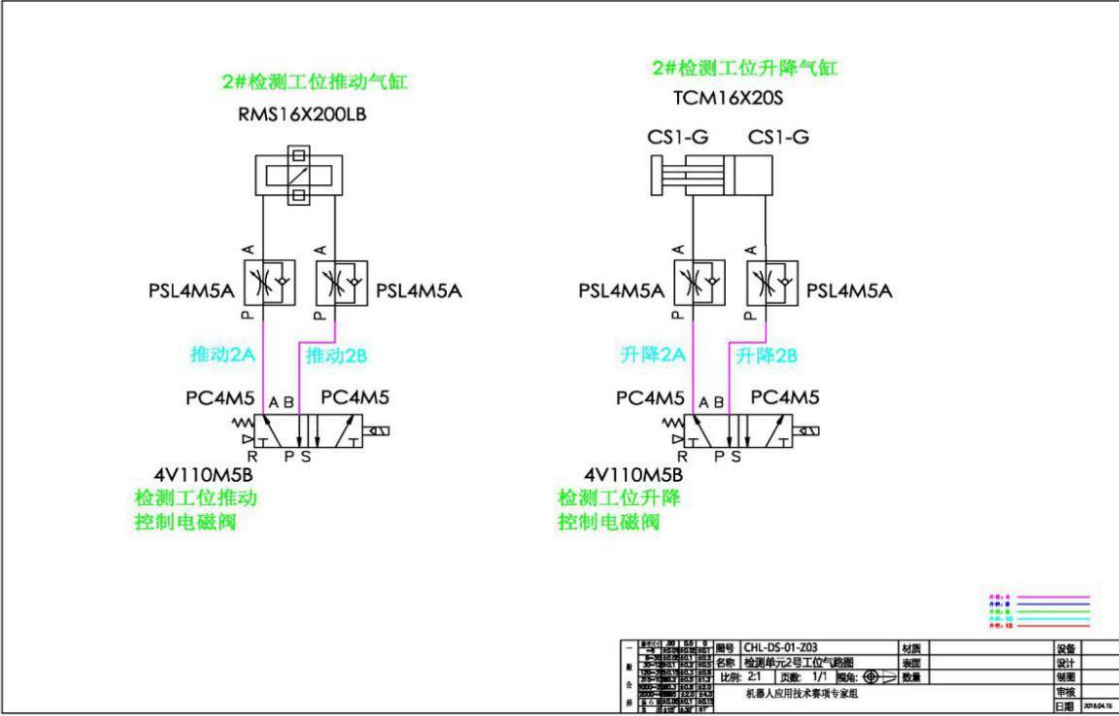 2#检测工位推动气缸
RMS16X200LB
A
A
PSL4M5A
PSL4M5A
P
P
推动2A
推动2B
PC4M5
A B
PC4M5
R P S
4V110M5B
检测工位推动
控制电磁阀
2#检测工位升降气缸
TCM16X20S
CS1-G
CS1-G
A
A
PSL4M5A
PSL4M5A
P
P
升降2A
升降2B
PC4M5
A B
PC4M5
R P S
4V110M5B
检测工位升降
控制电磁阀
图号 CHL-DS-01-Z03 材质 设备
名称 检测单元2号工位气路图 表面 设计
比例: 2:1 页数: 1/1 视角: 数量 制图
机器人应用技术赛项专家组 审核
日期 2016.04.16